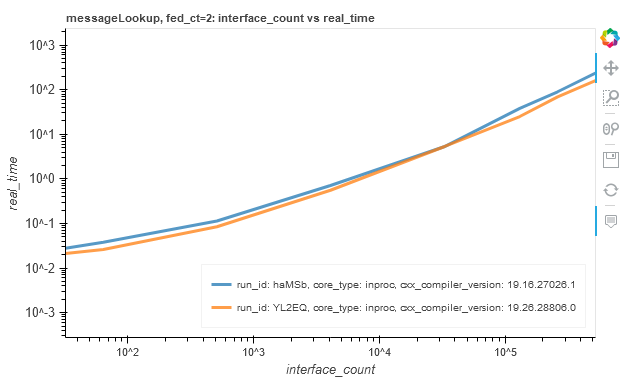 messageLookup, fed_ct=2: interface_count vs real_time
10^3
10^2
10^1
10^0
10^-1
10^-2
10^-3
real_time
run_id: haMSb, core_type: inproc, cxx_compiler_version: 19.16.27026.1
run_id: YL2EQ, core_type: inproc, cxx_compiler_version: 19.26.28806.0
10^2
10^3
10^4
10^5
interface_count